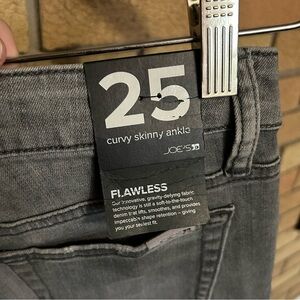 25
curvy skinny ankle
JOE'S
FLAWLESS
Our innovative, gravity-defying fabric
technology is still a soft-to-the-touch
denim that lifts, smoothes, and provides
impeccable shape retention – giving
you your sexiest fit.